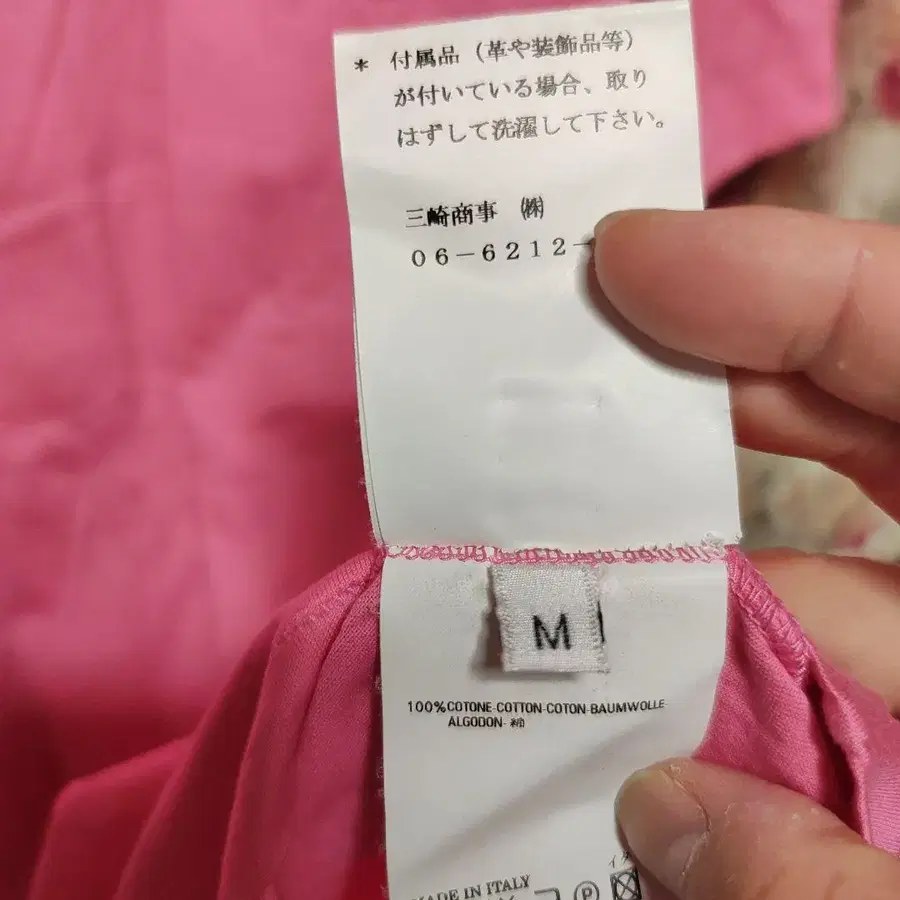 * 付属品（革や装飾品等）
が付いている場合、取り
はずして洗濯して下さい。
三崎商事 ㈱
06-6212-
M
100%COTONE-COTTON-COTON-BAUMWOLLE
ALGODON-綿
MADE IN ITALY
P